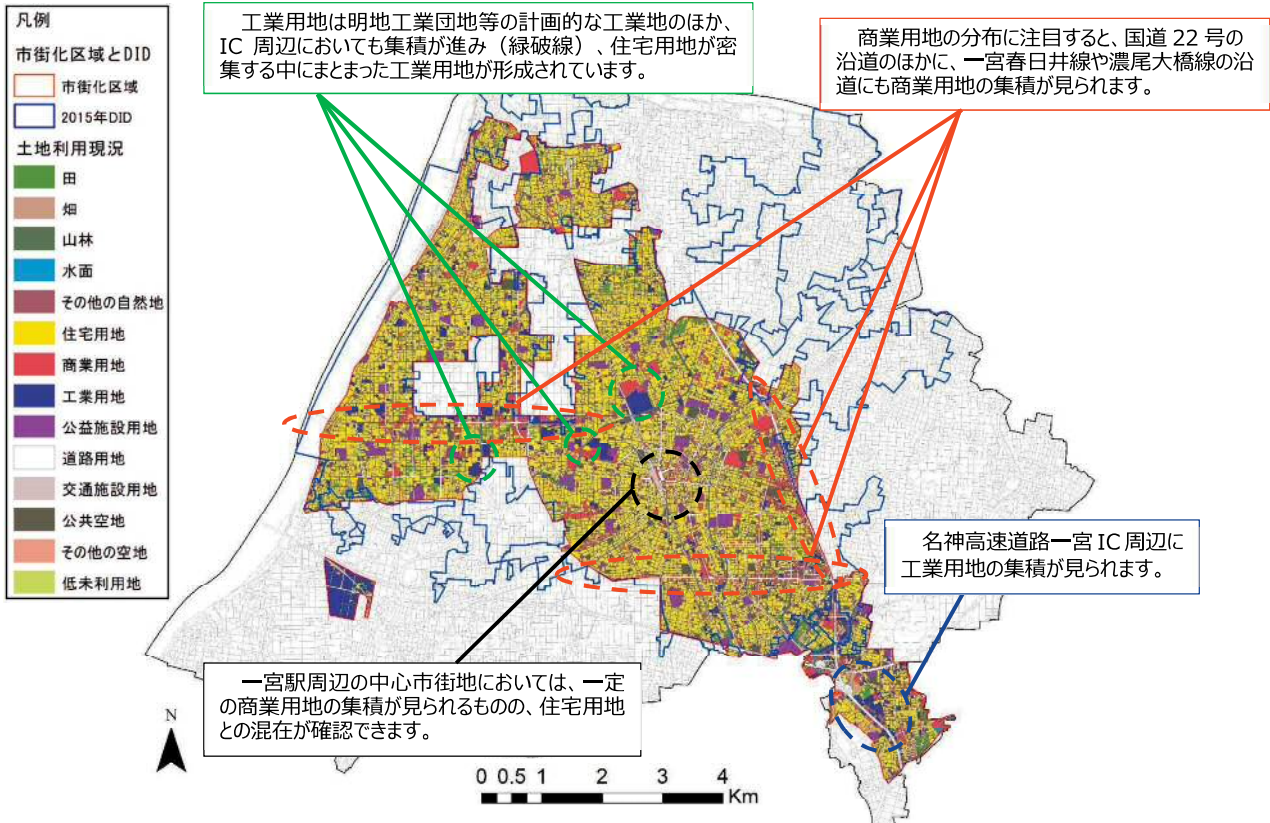 凡例
市街化区域とDID
市街化区域
2015年DID
土地利用現況
田
畑
山林
水面
その他の自然地
住宅用地
商業用地
工業用地
公益施設用地
道路用地
交通施設用地
公共空地
その他の空地
低未利用地
工業用地は明地工業団地等の計画的な工業地のほか、
IC 周辺においても集積が進み（緑破線）、住宅用地が密
集する中にまとまった工業用地が形成されています。
商業用地の分布に注目すると、国道 22 号の
沿道のほかに、一宮春日井線や濃尾大橋線の沿
道にも商業用地の集積が見られます。
名神高速道路一宮 IC 周辺に
工業用地の集積が見られます。
一宮駅周辺の中心市街地においては、一定
の商業用地の集積が見られるものの、住宅用地
との混在が確認できます。
N
0 0.5 1 2 3 4
Km